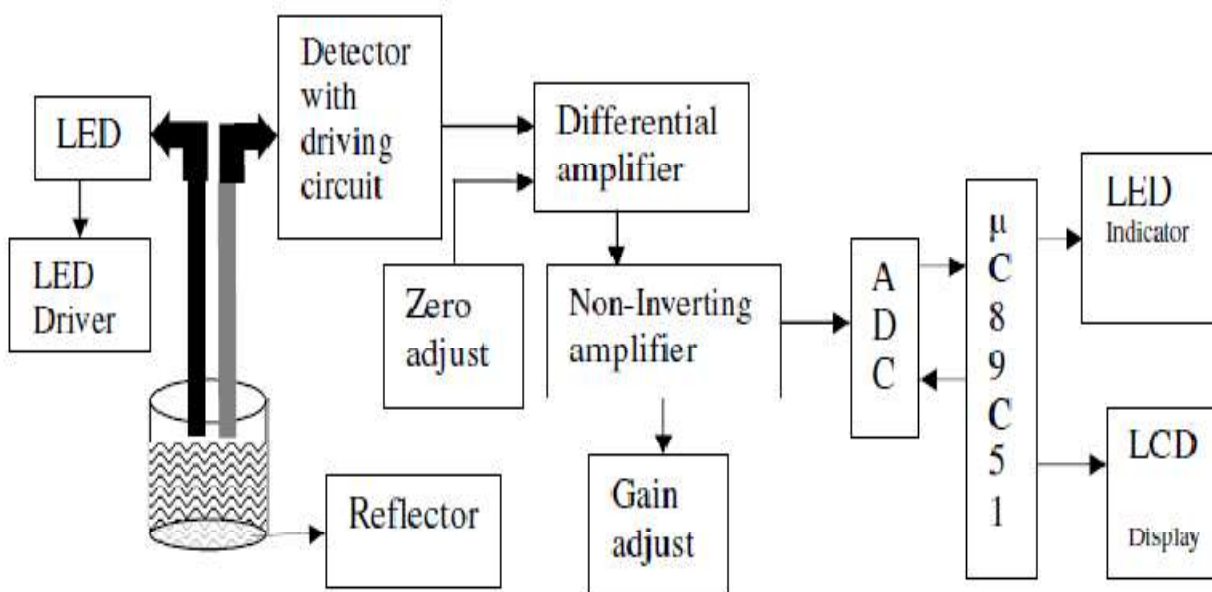 LED
LED
Driver
Detector
with
driving
circuit
Zero
adjust
Differential
amplifier
Non-Inverting
amplifier
Gain
adjust
Reflector
A
D
C
μ
C
8
9
C
5
1
LED
Indicator
LCD
Display